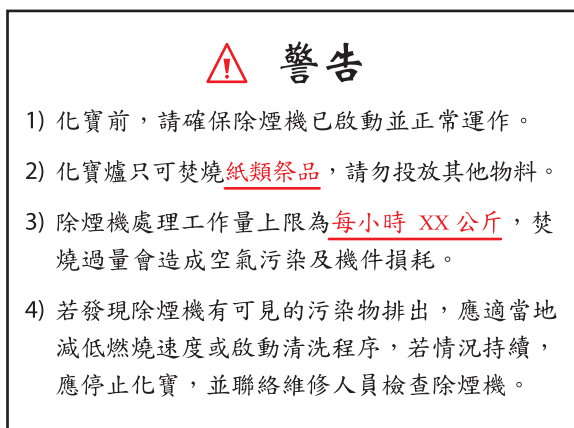 警告
1) 化寶前，請確保除煙機已啟動並正常運作。
2) 化寶爐只可焚燒紙類祭品，請勿投放其他物料。
3) 除煙機處理工作量上限為每小時 XX 公斤，焚
燒過量會造成空氣污染及機件損耗。
4) 若發現除煙機有可見的污染物排出，應適當地
減低燃燒速度或啟動清洗程序，若情況持續，
應停止化寶，並聯絡維修人員檢查除煙機。